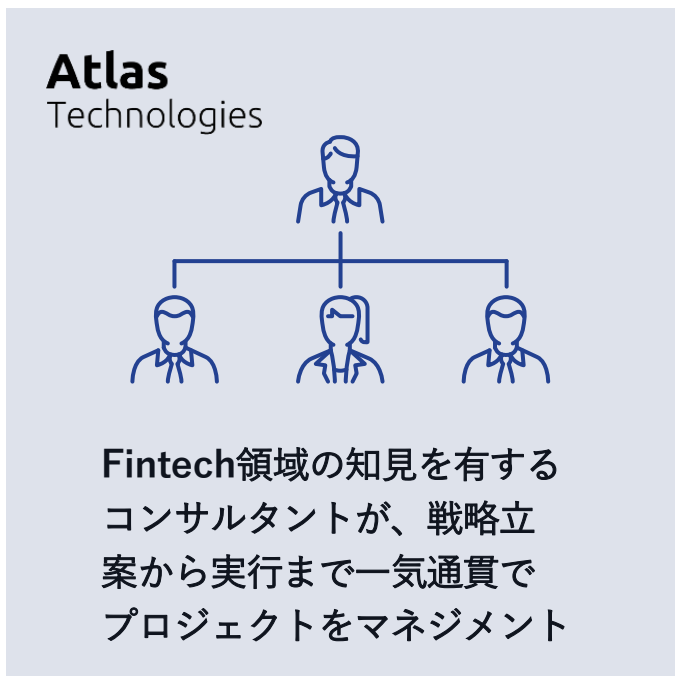 Atlas
Technologies
Fintech領域の知見を有する
コンサルタントが、戦略立
案から実行まで一気通貫で
プロジェクトをマネジメント